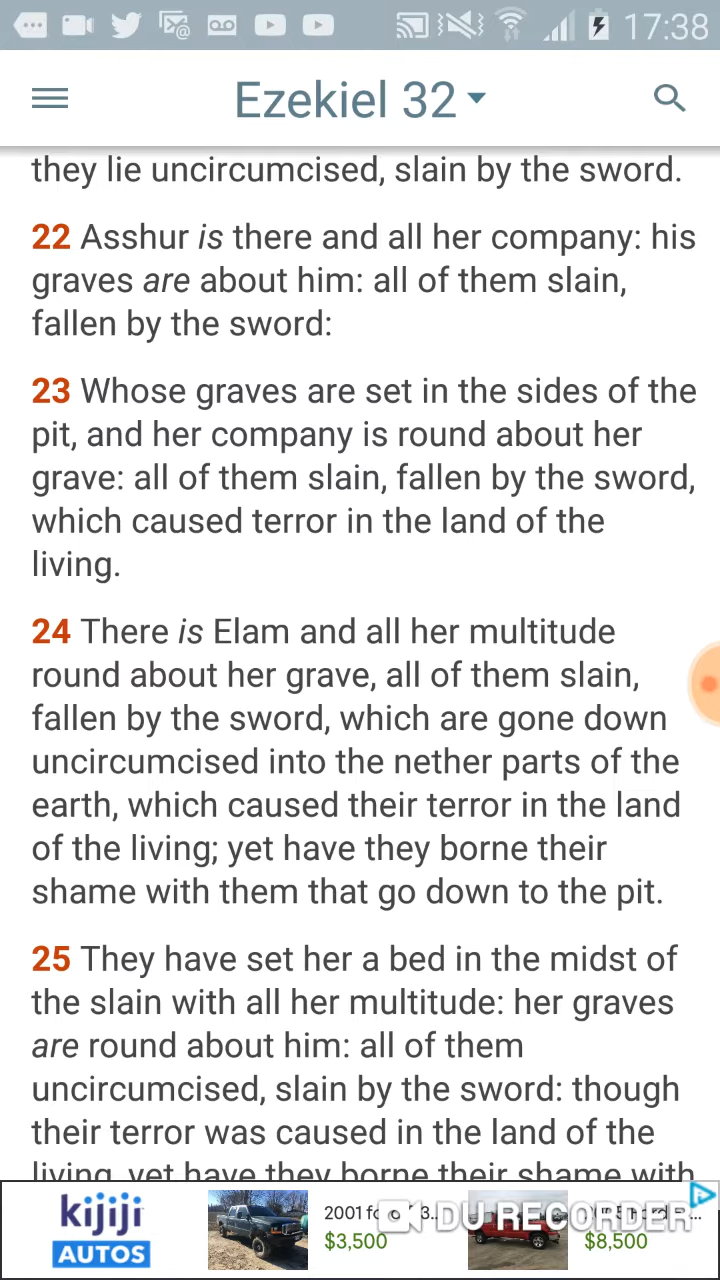 17:38
Ezekiel 32
they lie uncircumcised, slain by the sword.
22 Asshur is there and all her company: his
graves are about him: all of them slain,
fallen by the sword:
23 Whose graves are set in the sides of the
pit, and her company is round about her
grave: all of them slain, fallen by the sword,
which caused terror in the land of the
living.
24 There is Elam and all her multitude
round about her grave, all of them slain,
fallen by the sword, which are gone down
uncircumcised into the nether parts of the
earth, which caused their terror in the land
of the living; yet have they borne their
shame with them that go down to the pit.
25 They have set her a bed in the midst of
the slain with all her multitude: her graves
are round about him: all of them
uncircumcised, slain by the sword: though
their terror was caused in the land of the
living, yet have they borne their shame with
kijiji
AUTOS
2001
$3,500
DU RECORDER
$8,500